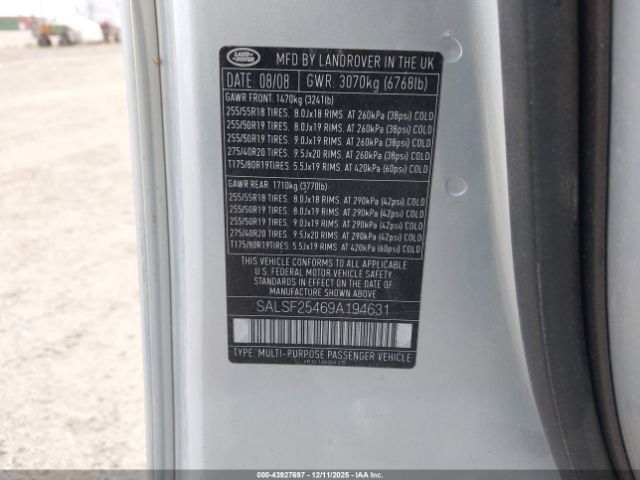 LAND
ROVER
MFD BY LANDROVER IN THE UK
DATE: 08/08 GWR: 3070kg (6768lb)
GAWR FRONT: 1470kg (3241lb)
255/55R18 TIRES. 8.0Jx18 RIMS. AT 260kPa (38psi) COLD
255/50R19 TIRES. 8.0Jx19 RIMS. AT 260kPa (38psi) COLD
255/50R19 TIRES. 9.0Jx19 RIMS. AT 260kPa (38psi) COLD
275/40R20 TIRES. 9.5Jx20 RIMS. AT 260kPa (38psi) COLD
T175/80R19TIRES. 5.5Jx19 RIMS. AT 420kPa (60psi) COLD
GAWR REAR: 1710kg (3770lb)
255/55R18 TIRES. 8.0Jx18 RIMS. AT 290kPa (42psi) COLD
255/50R19 TIRES. 8.0Jx19 RIMS. AT 290kPa (42psi) COLD
255/50R19 TIRES. 9.0Jx19 RIMS. AT 290kPa (42psi) COLD
275/40R20 TIRES. 9.5Jx20 RIMS. AT 290kPa (42psi) COLD
T175/80R19TIRES. 5.5Jx19 RIMS. AT 420kPa (60psi) COLD
THIS VEHICLE CONFORMS TO ALL APPLICABLE
U.S. FEDERAL MOTOR VEHICLE SAFETY
STANDARDS IN EFFECT ON THE DATE OF
MANUFACTURE SHOWN ABOVE
SALSF25469A194631
TYPE: MULTI-PURPOSE PASSENGER VEHICLE
000-43927697 - 12/11/2025 - IAAI.CA